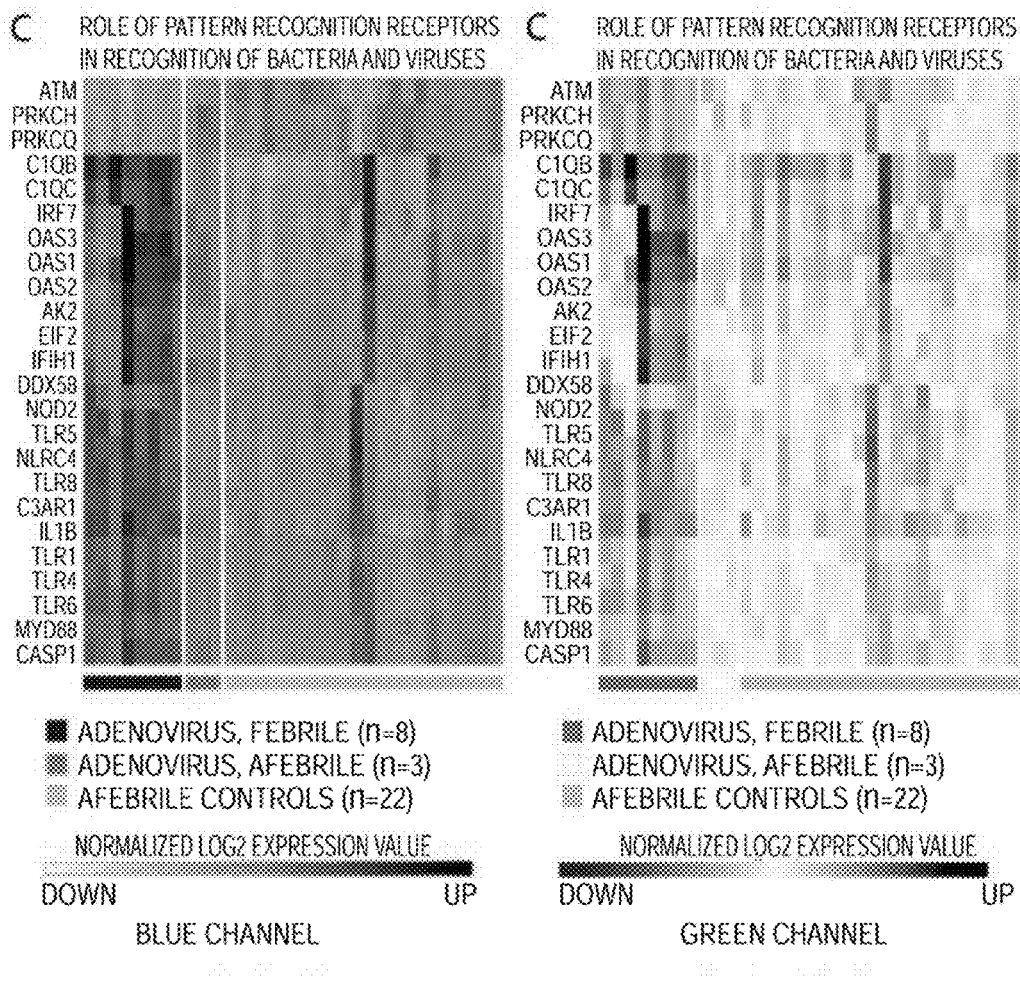 C ROLE OF PATTERN RECOGNITION RECEPTORS
IN RECOGNITION OF BACTERIA AND VIRUSES
ATM
PRKCH
PRKCQ
C1QB
C1QC
IRF7
OAS3
OAS1
OAS2
AK2
EIF2
IFIH1
DDX58
NOD2
TLR5
NLRC4
TLR8
C3AR1
IL1B
TLR1
TLR4
TLR6
MYD88
CASP1
ADENOVIRUS, FEBRILE (n=8)
ADENOVIRUS, AFEBRILE (n=3)
AFEBRILE CONTROLS (n=22)
NORMALIZED LOG2 EXPRESSION VALUE
DOWN UP
BLUE CHANNEL
C ROLE OF PATTERN RECOGNITION RECEPTORS
IN RECOGNITION OF BACTERIA AND VIRUSES
ATM
PRKCH
PRKCQ
C1QB
C1QC
IRF7
OAS3
OAS1
OAS2
AK2
EIF2
IFIH1
DDX58
NOD2
TLR5
NLRC4
TLR8
C3AR1
IL1B
TLR1
TLR4
TLR6
MYD88
CASP1
ADENOVIRUS, FEBRILE (n=8)
ADENOVIRUS, AFEBRILE (n=3)
AFEBRILE CONTROLS (n=22)
NORMALIZED LOG2 EXPRESSION VALUE
DOWN UP
GREEN CHANNEL